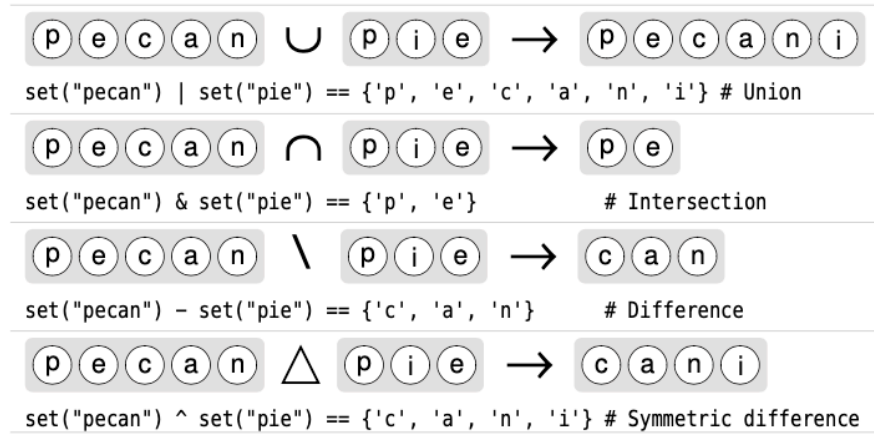 p e c a n ∪ p i e → p e c a n i
set("pecan") | set("pie") == {'p', 'e', 'c', 'a', 'n', 'i'} # Union
p e c a n ∩ p i e → p e
set("pecan") & set("pie") == {'p', 'e'} # Intersection
p e c a n \ p i e → c a n
set("pecan") - set("pie") == {'c', 'a', 'n'} # Difference
p e c a n △ p i e → c a n i
set("pecan") ^ set("pie") == {'c', 'a', 'n', 'i'} # Symmetric difference